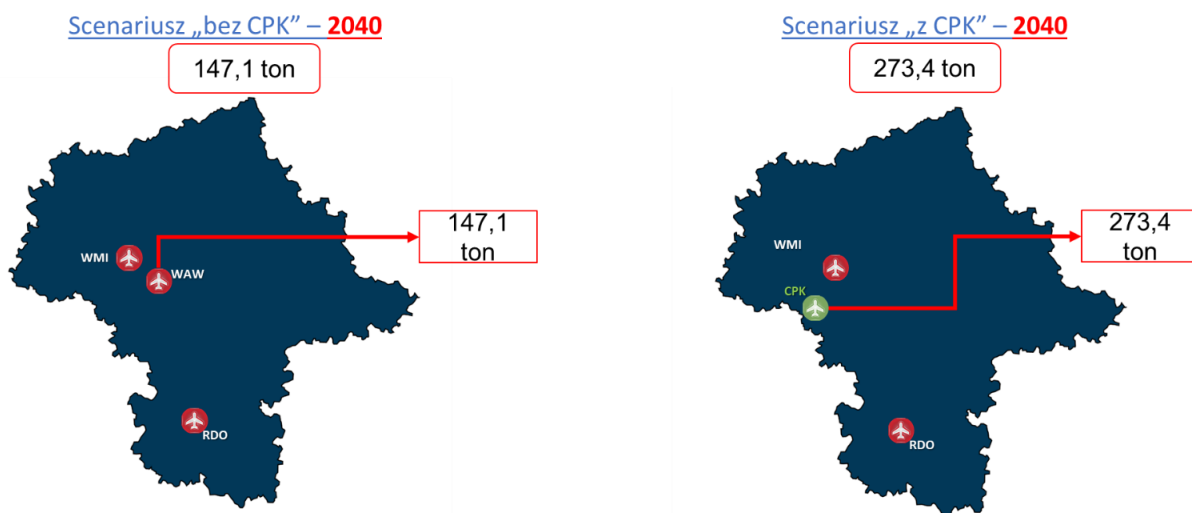 Scenariusz „bez CPK” – 2040
147,1 ton
147,1
ton
WMI
WAW
RDO
Scenariusz „z CPK” – 2040
273,4 ton
273,4
ton
WMI
CPK
RDO